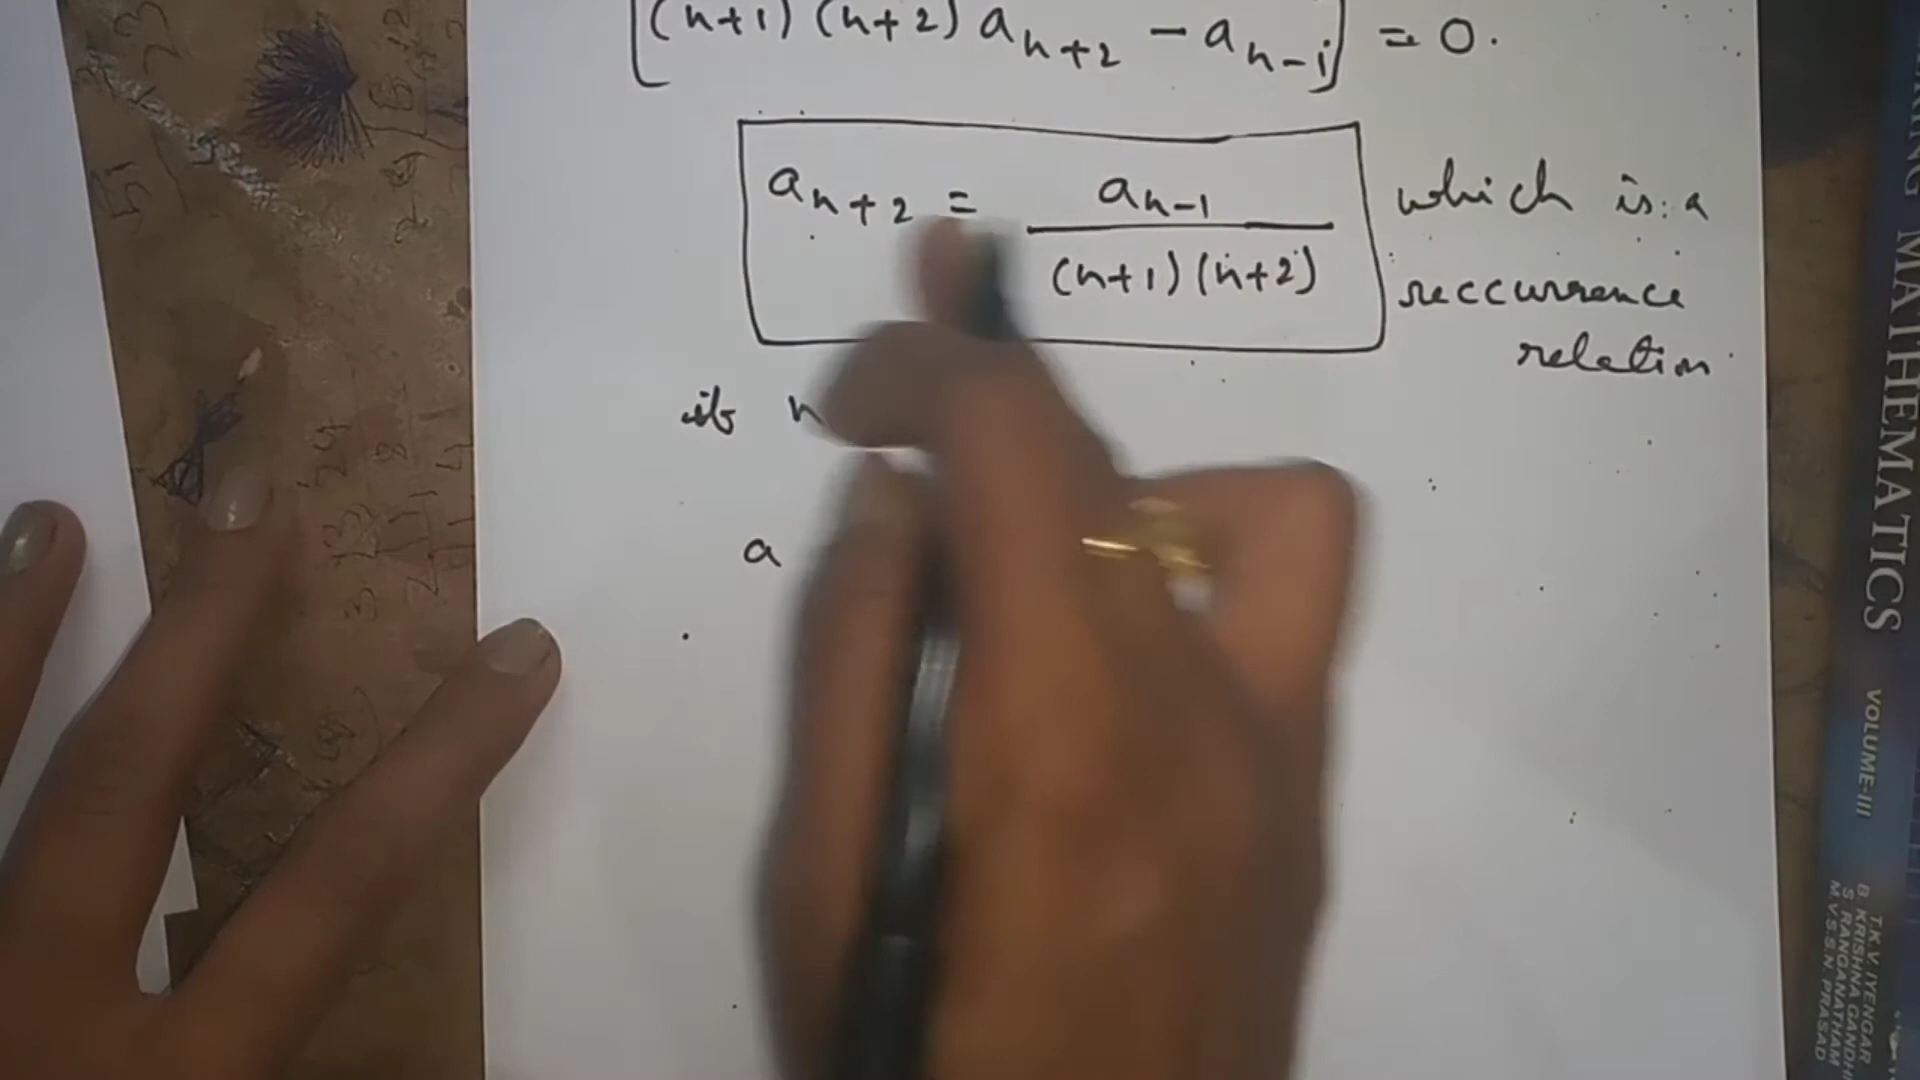 [(n+1) (n+2) a_{n+2} - a_{n-1}] = 0.
a_{n+2} = \frac{a_{n-1}}{(n+1)(n+2)} which is a
reccurrence
relation
if n
a
MATHEMATICS
VOLUME-III
T.K.V. IYENGAR
B. KRISHNA GANDHI
S. RANGANATHAM
M.V.S.S.N. PRASAD